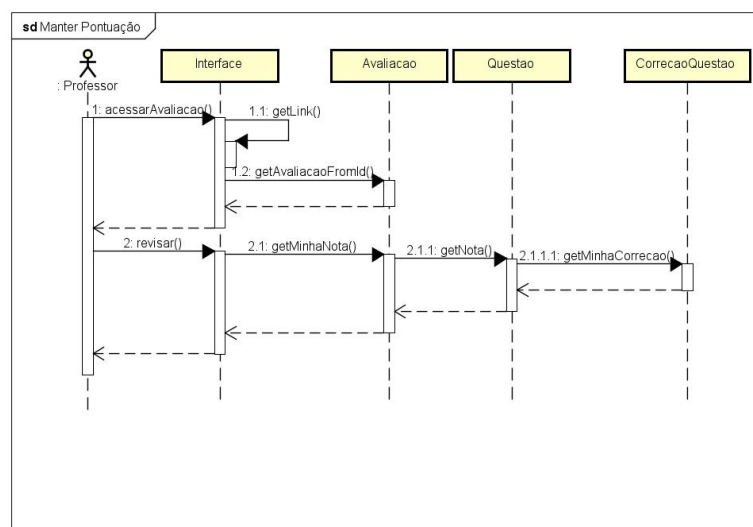 sd Manter Pontuação
Interface
Avaliacao
Questao
CorrecaoQuestao
: Professor
1: acessarAvaliacao()
1.1: getLink()
1.2: getAvaliacaoFromId()
2: revisar()
2.1: getMinhaNota()
2.1.1: getNota()
2.1.1.1: getMinhaCorrecao()